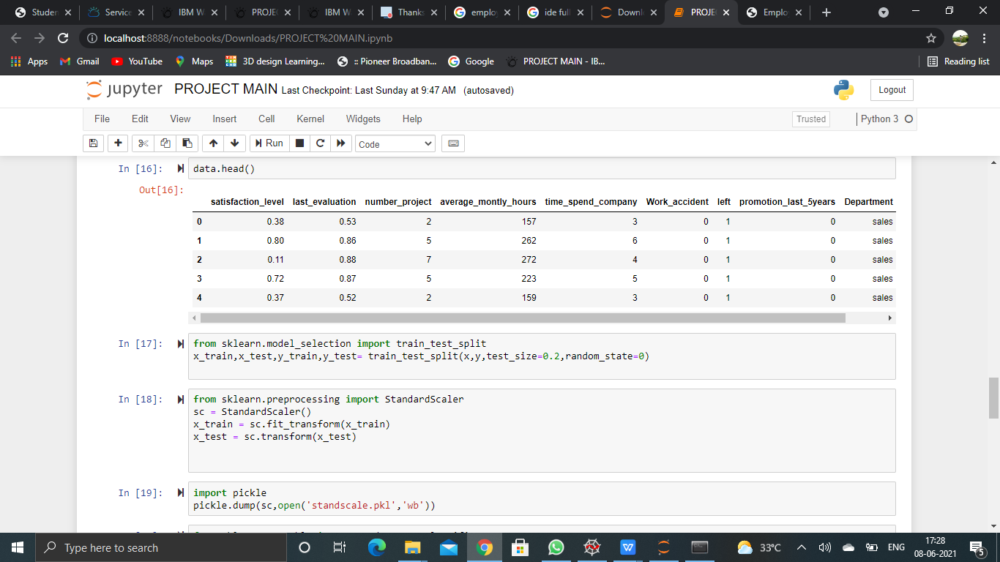 Studen
Service
IBM W
PROJEC
IBM W
Thanks
employ
ide full
Downl
PROJE
Emplo
localhost:8888/notebooks/Downloads/PROJECT%20MAIN.ipynb
Apps
Gmail
YouTube
Maps
3D design Learning...
:: Pioneer Broadban...
Google
PROJECT MAIN - IB...
Reading list
jupyter PROJECT MAIN Last Checkpoint: Last Sunday at 9:47 AM (autosaved)
Logout
File Edit View Insert Cell Kernel Widgets Help
Trusted
Python 3
Run
Code
In [16]: data.head()
Out[16]:
satisfaction_level last_evaluation number_project average_montly_hours time_spend_company Work_accident left promotion_last_5years Department
0 0.38 0.53 2 157 3 0 1 0 sales
1 0.80 0.86 5 262 6 0 1 0 sales
2 0.11 0.88 7 272 4 0 1 0 sales
3 0.72 0.87 5 223 5 0 1 0 sales
4 0.37 0.52 2 159 3 0 1 0 sales
In [17]: from sklearn.model_selection import train_test_split
x_train,x_test,y_train,y_test= train_test_split(x,y,test_size=0.2,random_state=0)
In [18]: from sklearn.preprocessing import StandardScaler
sc = StandardScaler()
x_train = sc.fit_transform(x_train)
x_test = sc.transform(x_test)
In [19]: import pickle
pickle.dump(sc,open('standscale.pkl','wb'))
Type here to search
33°C
ENG
17:28
08-06-2021
5